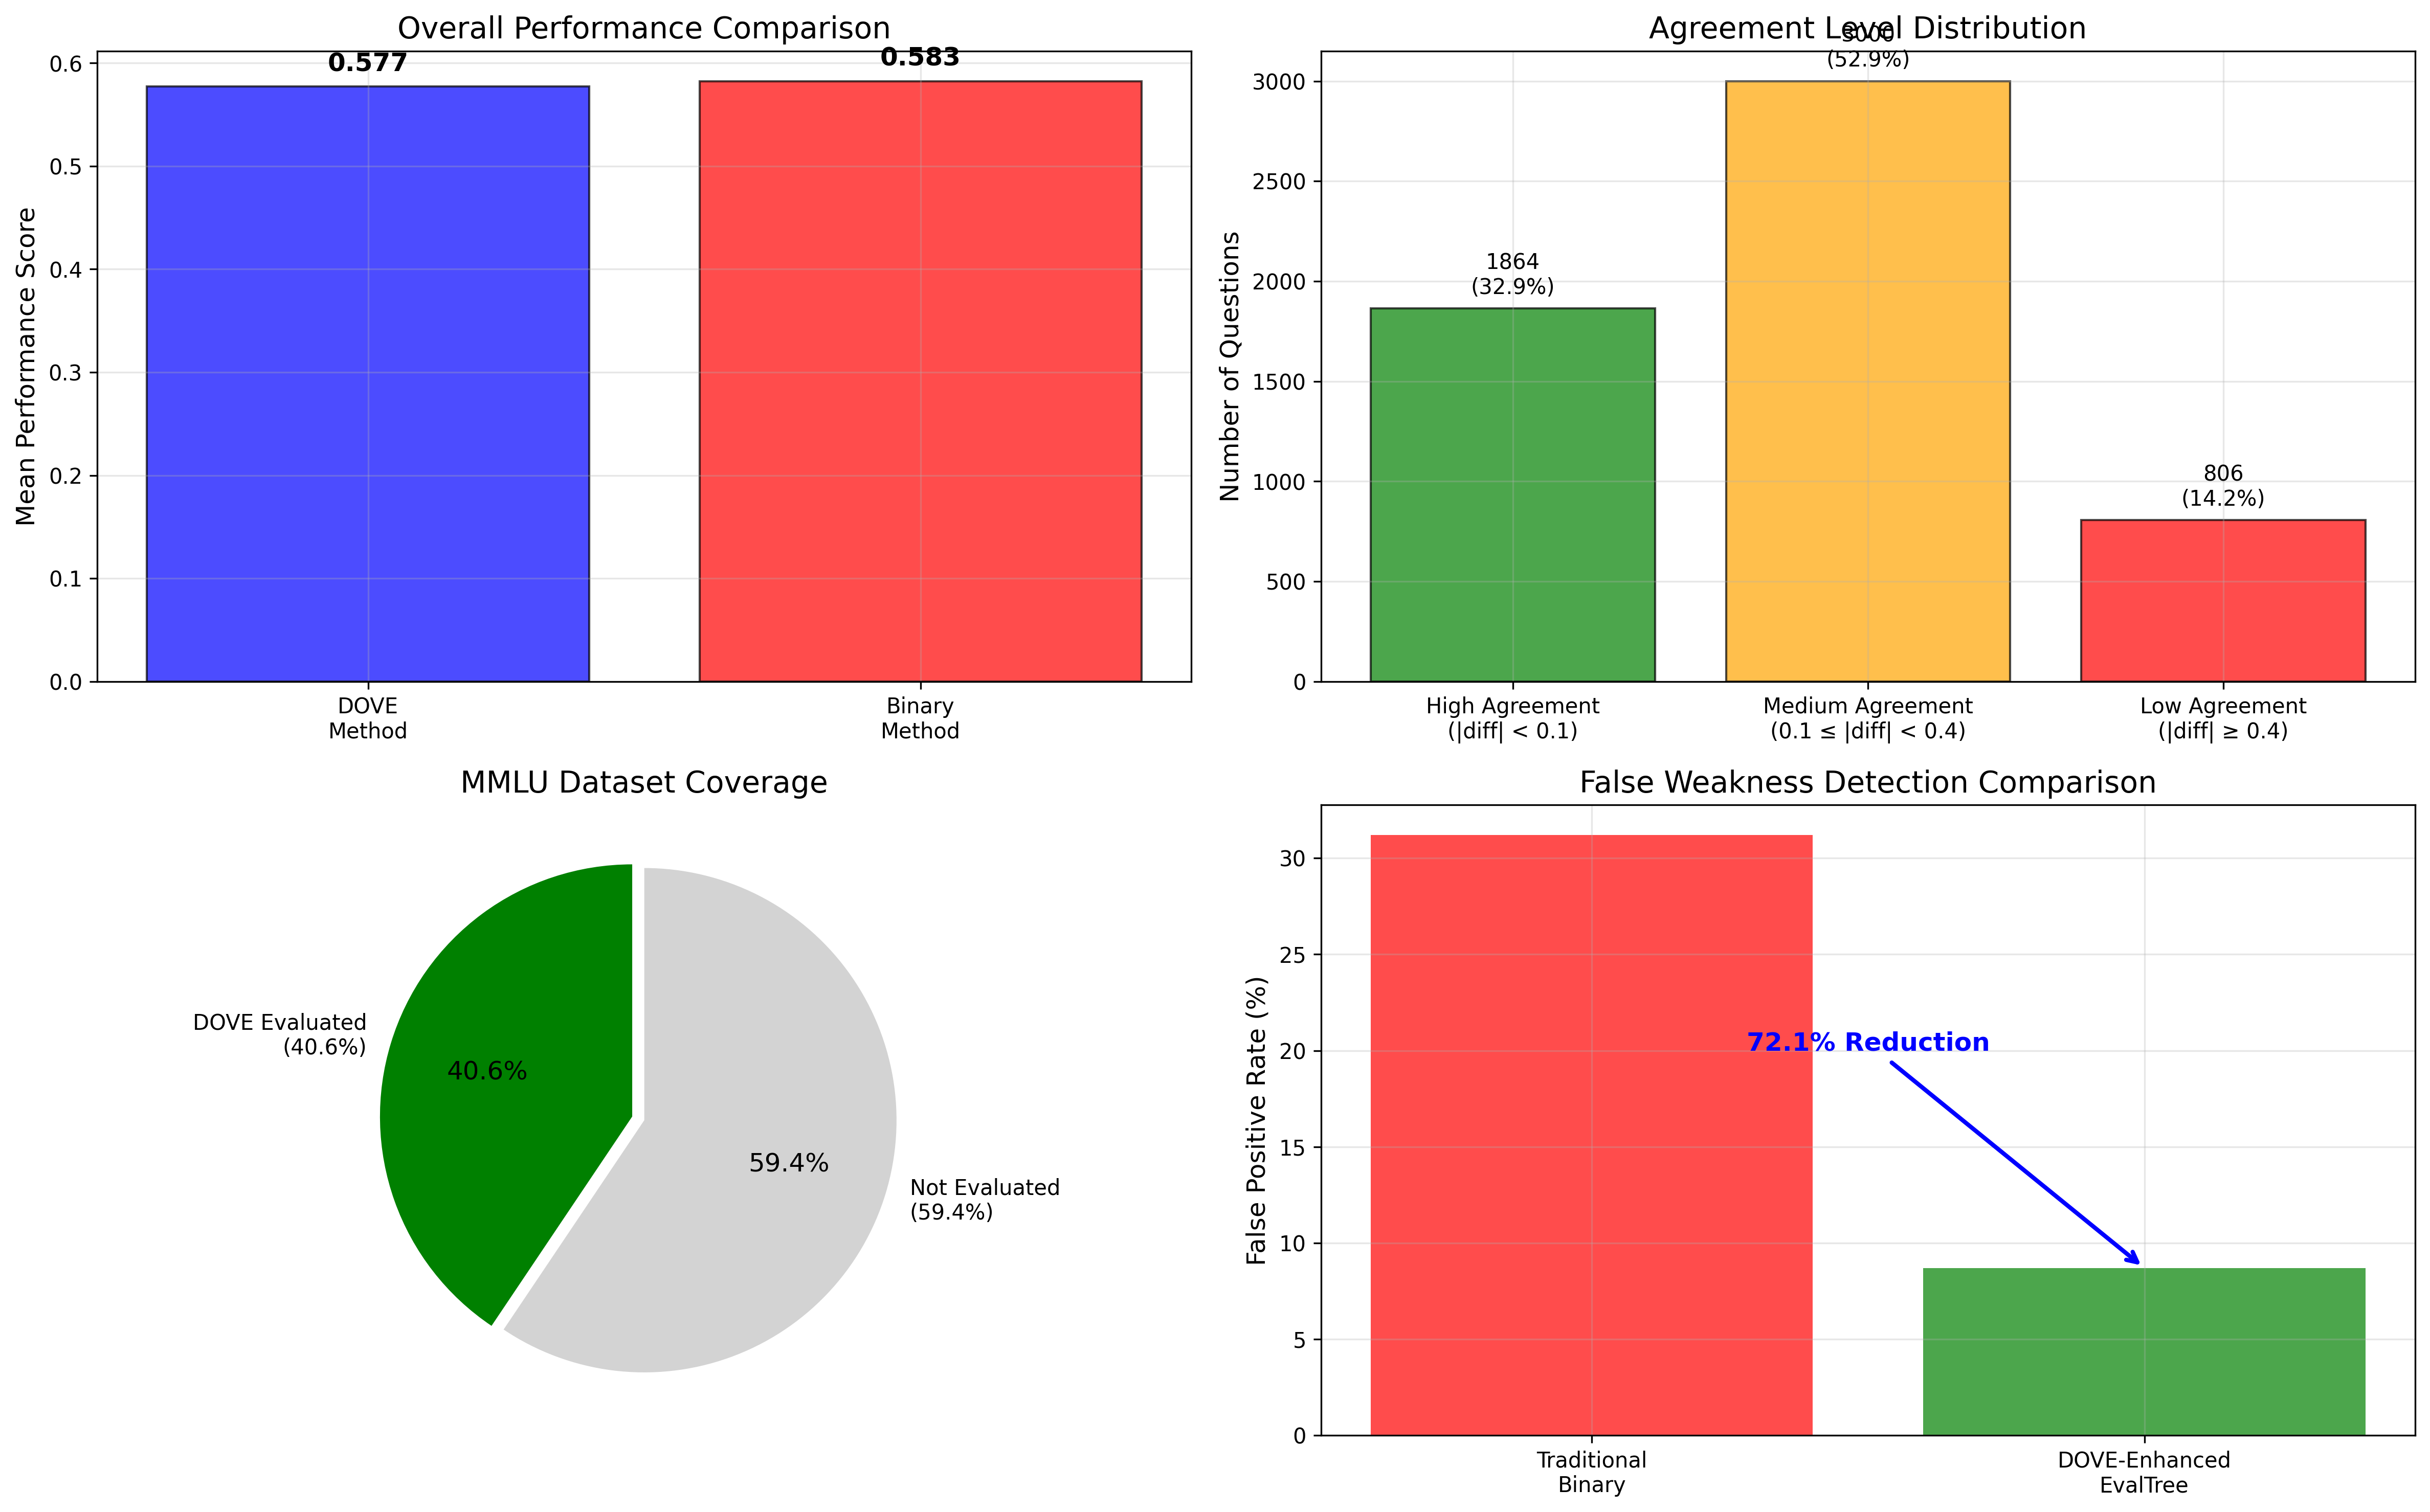 Overall Performance Comparison
Mean Performance Score
0.6
0.5
0.4
0.3
0.2
0.1
0.0
0.577
0.583
DOVE
Method
Binary
Method
Agreement Level Distribution
Number of Questions
3000
2500
2000
1500
1000
500
0
1864
(32.9%)
3000
(52.9%)
806
(14.2%)
High Agreement
(|diff| < 0.1)
Medium Agreement
(0.1 ≤ |diff| < 0.4)
Low Agreement
(|diff| ≥ 0.4)
MMLU Dataset Coverage
DOVE Evaluated
(40.6%)
40.6%
59.4%
Not Evaluated
(59.4%)
False Weakness Detection Comparison
False Positive Rate (%)
30
25
20
15
10
5
0
72.1% Reduction
Traditional
Binary
DOVE-Enhanced
EvalTree